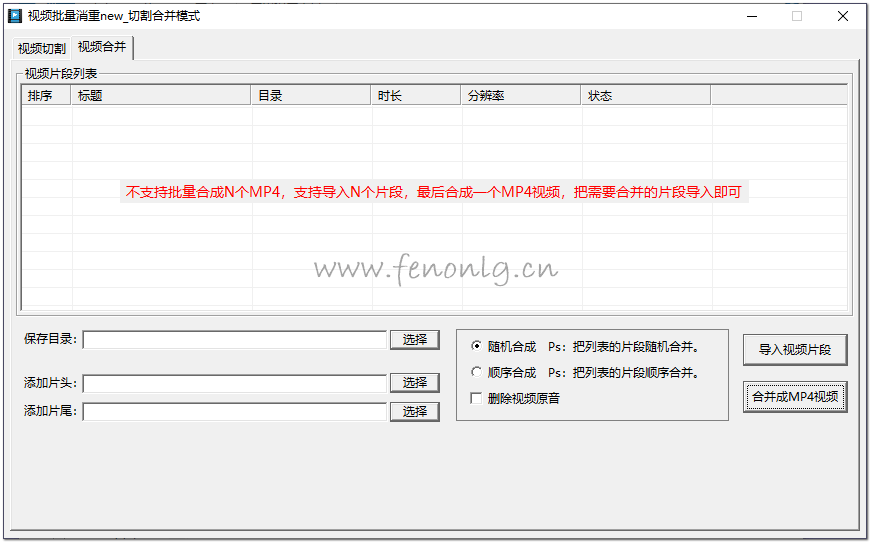 视频批量消重new_切割合并模式
视频切割 视频合并
视频片段列表
排序 标题 目录 时长 分辨率 状态
不支持批量合成N个MP4，支持导入N个片段，最后合成一个MP4视频，把需要合并的片段导入即可
www.fenonlg.cn
保存目录： 选择
添加片头： 选择
添加片尾： 选择
随机合成 Ps：把列表的片段随机合并。
顺序合成 Ps：把列表的片段顺序合并。
删除视频原音
导入视频片段
合并成MP4视频